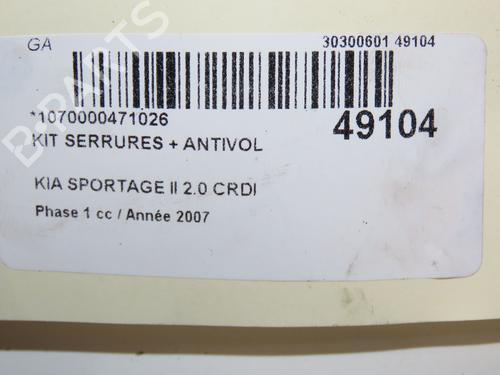 GA
30300601 49104
*1070000471026
49104
KIT SERRURES + ANTIVOL
KIA SPORTAGE II 2.0 CRDI
Phase 1 cc / Année 2007
B-PARTS